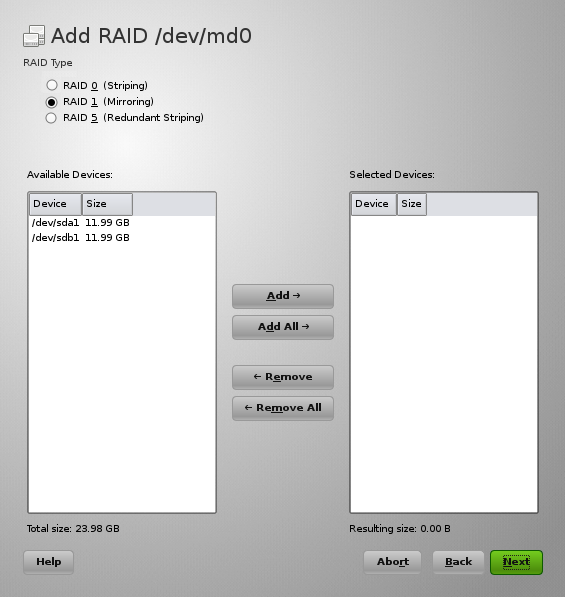 Add RAID /dev/md0
RAID Type
RAID 0 (Striping)
RAID 1 (Mirroring)
RAID 5 (Redundant Striping)
Available Devices:
Device Size
/dev/sda1 11.99 GB
/dev/sdb1 11.99 GB
Total size: 23.98 GB
Add →
Add All →
← Remove
← Remove All
Selected Devices:
Device Size
Resulting size: 0.00 B
Help Abort Back Next